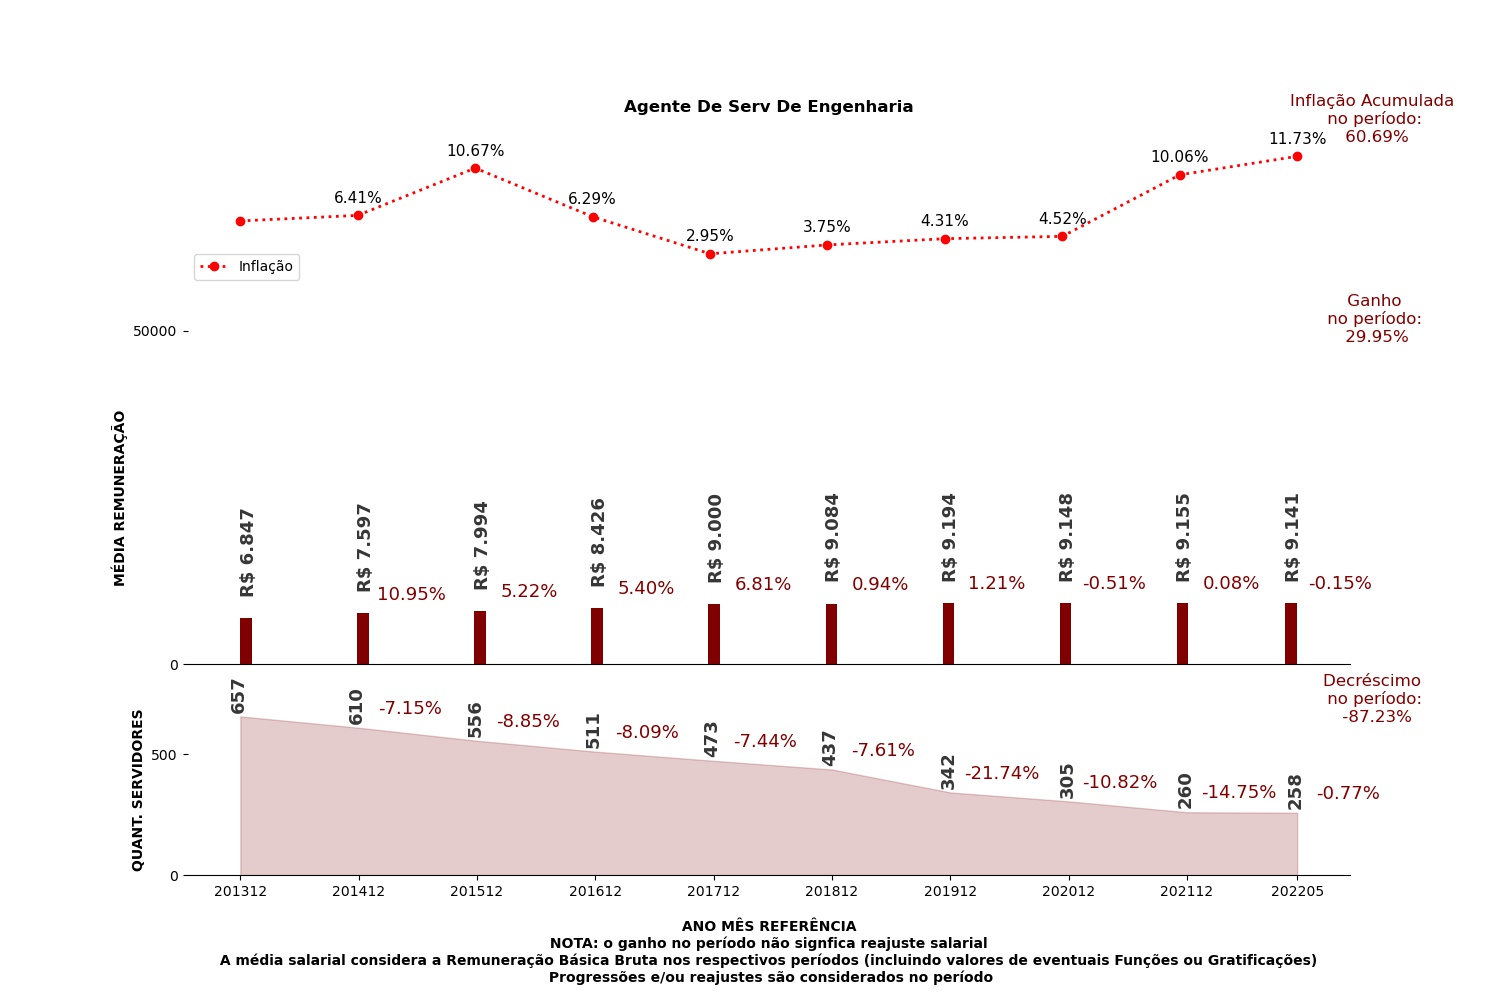 Agente De Serv De Engenharia
Inflação Acumulada
no período:
60.69%
6.41%
10.67%
6.29%
2.95%
3.75%
4.31%
4.52%
10.06%
11.73%
Inflação
Ganho
no período:
29.95%
50000
0
MÉDIA REMUNERAÇÃO
R$ 6.847
R$ 7.597
R$ 7.994
R$ 8.426
R$ 9.000
R$ 9.084
R$ 9.194
R$ 9.148
R$ 9.155
R$ 9.141
10.95%
5.22%
5.40%
6.81%
0.94%
1.21%
-0.51%
0.08%
-0.15%
Decréscimo
no período:
-87.23%
500
0
QUANT. SERVIDORES
657
610
556
511
473
437
342
305
260
258
-7.15%
-8.85%
-8.09%
-7.44%
-7.61%
-21.74%
-10.82%
-14.75%
-0.77%
201312
201412
201512
201612
201712
201812
201912
202012
202112
202205
ANO MÊS REFERÊNCIA
NOTA: o ganho no período não signfica reajuste salarial
A média salarial considera a Remuneração Básica Bruta nos respectivos períodos (incluindo valores de eventuais Funções ou Gratificações)
Progressões e/ou reajustes são considerados no período